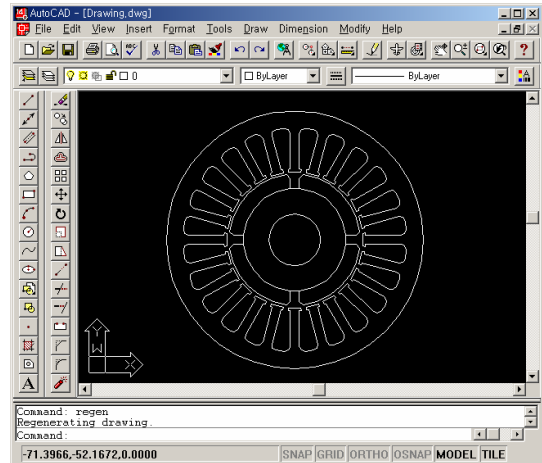 AutoCAD - [Drawing.dwg]
File Edit View Insert Format Tools Draw Dimension Modify Help
0 ByLayer ByLayer
Y
W
X
A
Command: regen
Regenerating drawing.
Command:
-71.3966,-52.1672,0.0000 SNAP GRID ORTHO OSNAP MODEL TILE